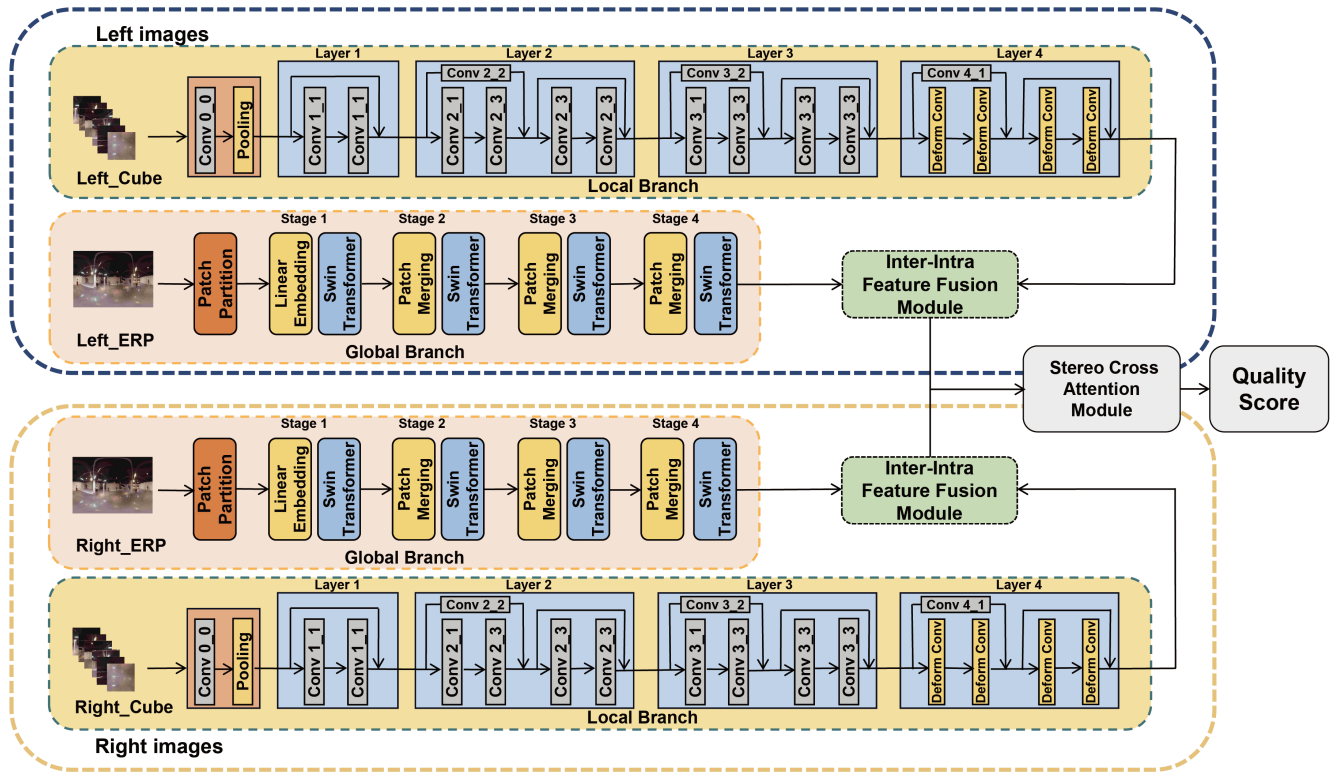 Left images
Layer 1
Layer 2
Layer 3
Layer 4
Conv 2_2
Conv 3_2
Conv 4_1
Conv 0_0
Pooling
Conv 1_1
Conv 1_1
Conv 2_1
Conv 2_3
Conv 2_3
Conv 2_3
Conv 3_1
Conv 3_3
Conv 3_3
Conv 3_3
Deform Conv
Deform Conv
Deform Conv
Deform Conv
Left_Cube
Local Branch
Stage 1
Stage 2
Stage 3
Stage 4
Patch
Partition
Linear
Embedding
Swin
Transformer
Patch
Merging
Swin
Transformer
Patch
Merging
Swin
Transformer
Patch
Merging
Swin
Transformer
Left_ERP
Global Branch
Inter-Intra
Feature Fusion
Module
Stereo Cross
Attention
Module
Quality
Score
Stage 1
Stage 2
Stage 3
Stage 4
Patch
Partition
Linear
Embedding
Swin
Transformer
Patch
Merging
Swin
Transformer
Patch
Merging
Swin
Transformer
Patch
Merging
Swin
Transformer
Inter-Intra
Feature Fusion
Module
Right_ERP
Global Branch
Layer 1
Layer 2
Layer 3
Layer 4
Conv 2_2
Conv 3_2
Conv 4_1
Conv 0_0
Pooling
Conv 1_1
Conv 1_1
Conv 2_1
Conv 2_3
Conv 2_3
Conv 2_3
Conv 3_1
Conv 3_3
Conv 3_3
Conv 3_3
Deform Conv
Deform Conv
Deform Conv
Deform Conv
Right_Cube
Local Branch
Right images